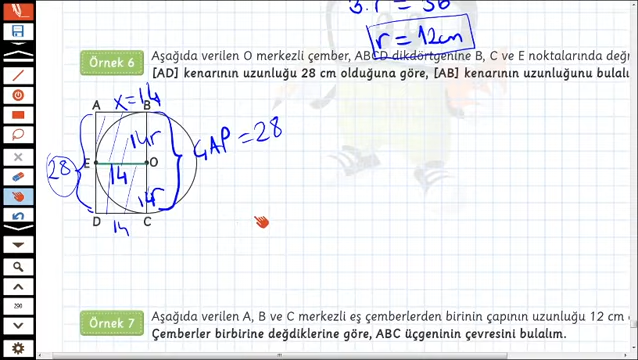 3.r = 36
r = 12cm
Örnek 6
Aşağıda verilen O merkezli çember, ABCD dikdörtgenine B, C ve E noktalarında değ
[AD] kenarının uzunluğu 28 cm olduğuna göre, [AB] kenarının uzunluğunu bulalı
A x=14 B
14r
ÇAP = 28
28
E O
14
14r
D C
14
Örnek 7
Aşağıda verilen A, B ve C merkezli eş çemberlerden birinin çapının uzunluğu 12 cm
Çemberler birbirine değdiklerine göre, ABC üçgeninin çevresini bulalım.